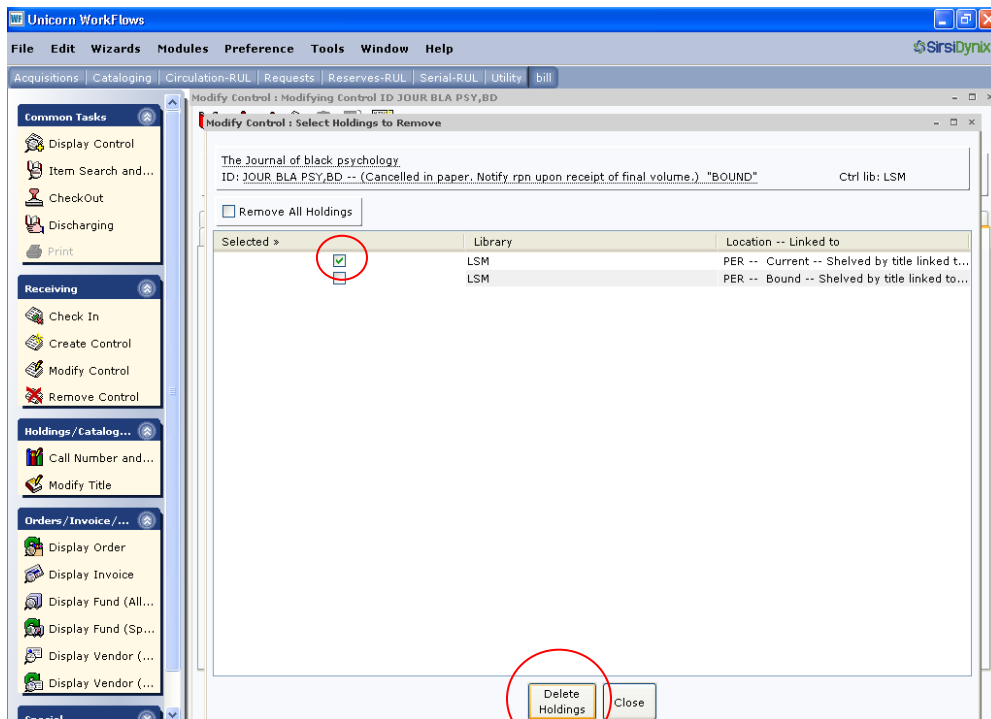 WF Unicorn WorkFlows
File Edit Wizards Modules Preference Tools Window Help
SirsiDynix
Acquisitions Cataloging Circulation-RUL Requests Reserves-RUL Serial-RUL Utility bill
Modify Control : Modifying Control ID JOUR BLA PSY,BD
Modify Control : Select Holdings to Remove
The Journal of black psychology
ID: JOUR BLA PSY,BD -- (Cancelled in paper. Notify rpn upon receipt of final volume.) "BOUND" Ctrl lib: LSM
Remove All Holdings
Selected » Library Location -- Linked to
LSM PER -- Current -- Shelved by title linked t...
LSM PER -- Bound -- Shelved by title linked to...
Delete
Holdings
Close
Common Tasks
Display Control
Item Search and...
CheckOut
Discharging
Print
Receiving
Check In
Create Control
Modify Control
Remove Control
Holdings/Catalog...
Call Number and...
Modify Title
Orders/Invoice/...
Display Order
Display Invoice
Display Fund (All...
Display Fund (Sp...
Display Vendor (...
Display Vendor (...
Special